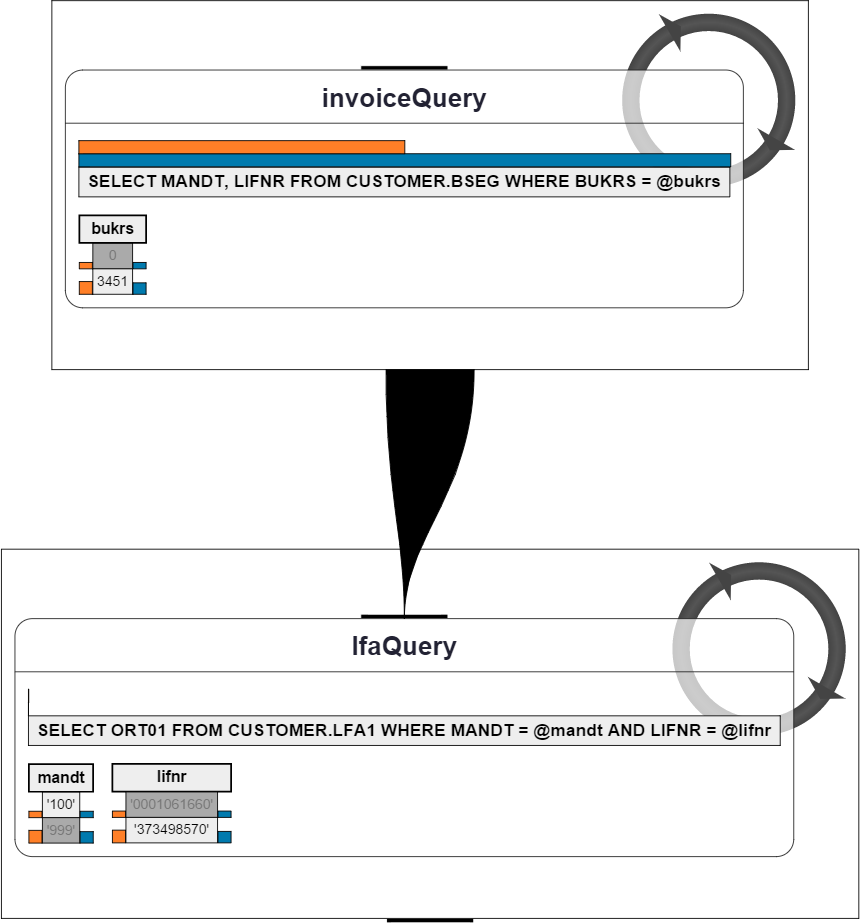 invoiceQuery
SELECT MANDT, LIFNR FROM CUSTOMER.BSEG WHERE BUKRS = @bukrs
bukrs
0
3451
lfaQuery
SELECT ORT01 FROM CUSTOMER.LFA1 WHERE MANDT = @mandt AND LIFNR = @lifnr
mandt lifnr
'100' '0001061660'
'999' '373498570'